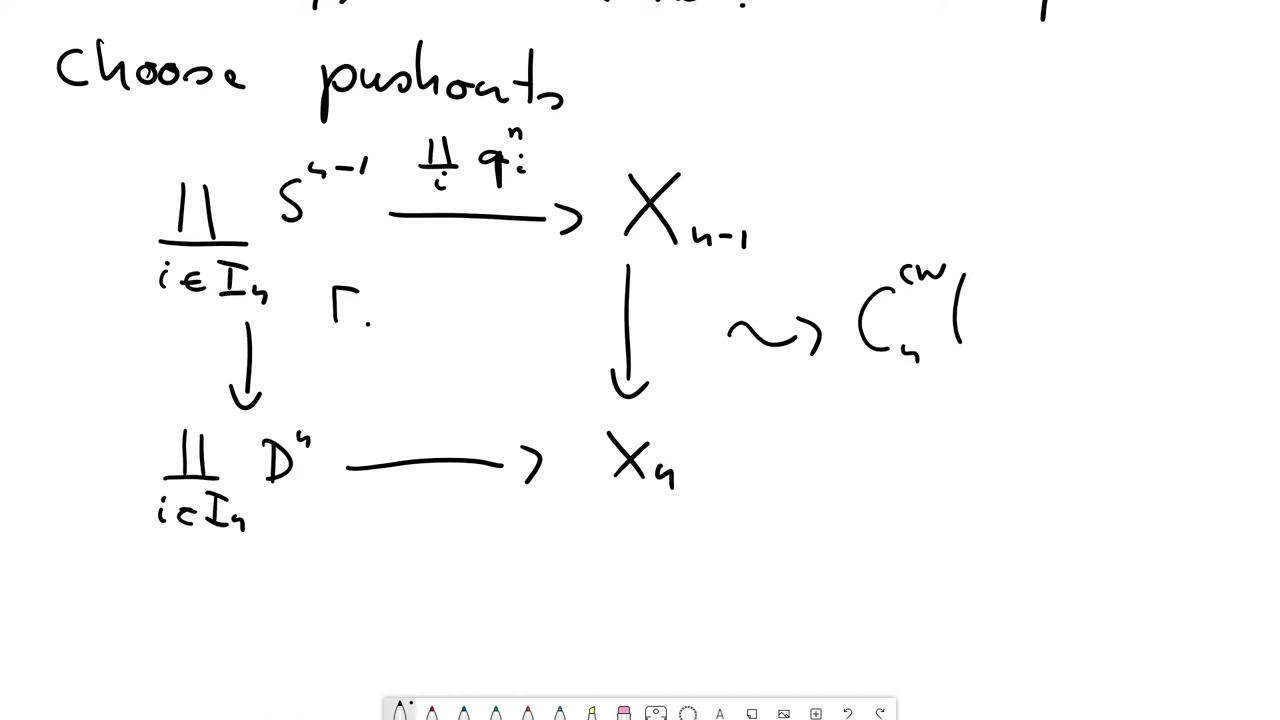 choose pushouts
∐_{i∈I_n} S^{n-1} ∐_i q_i^n → X_{n-1}
Γ.
↓ ↓ ⇝ C_n^{CW}(
∐_{i∈I_n} D^n → X_n